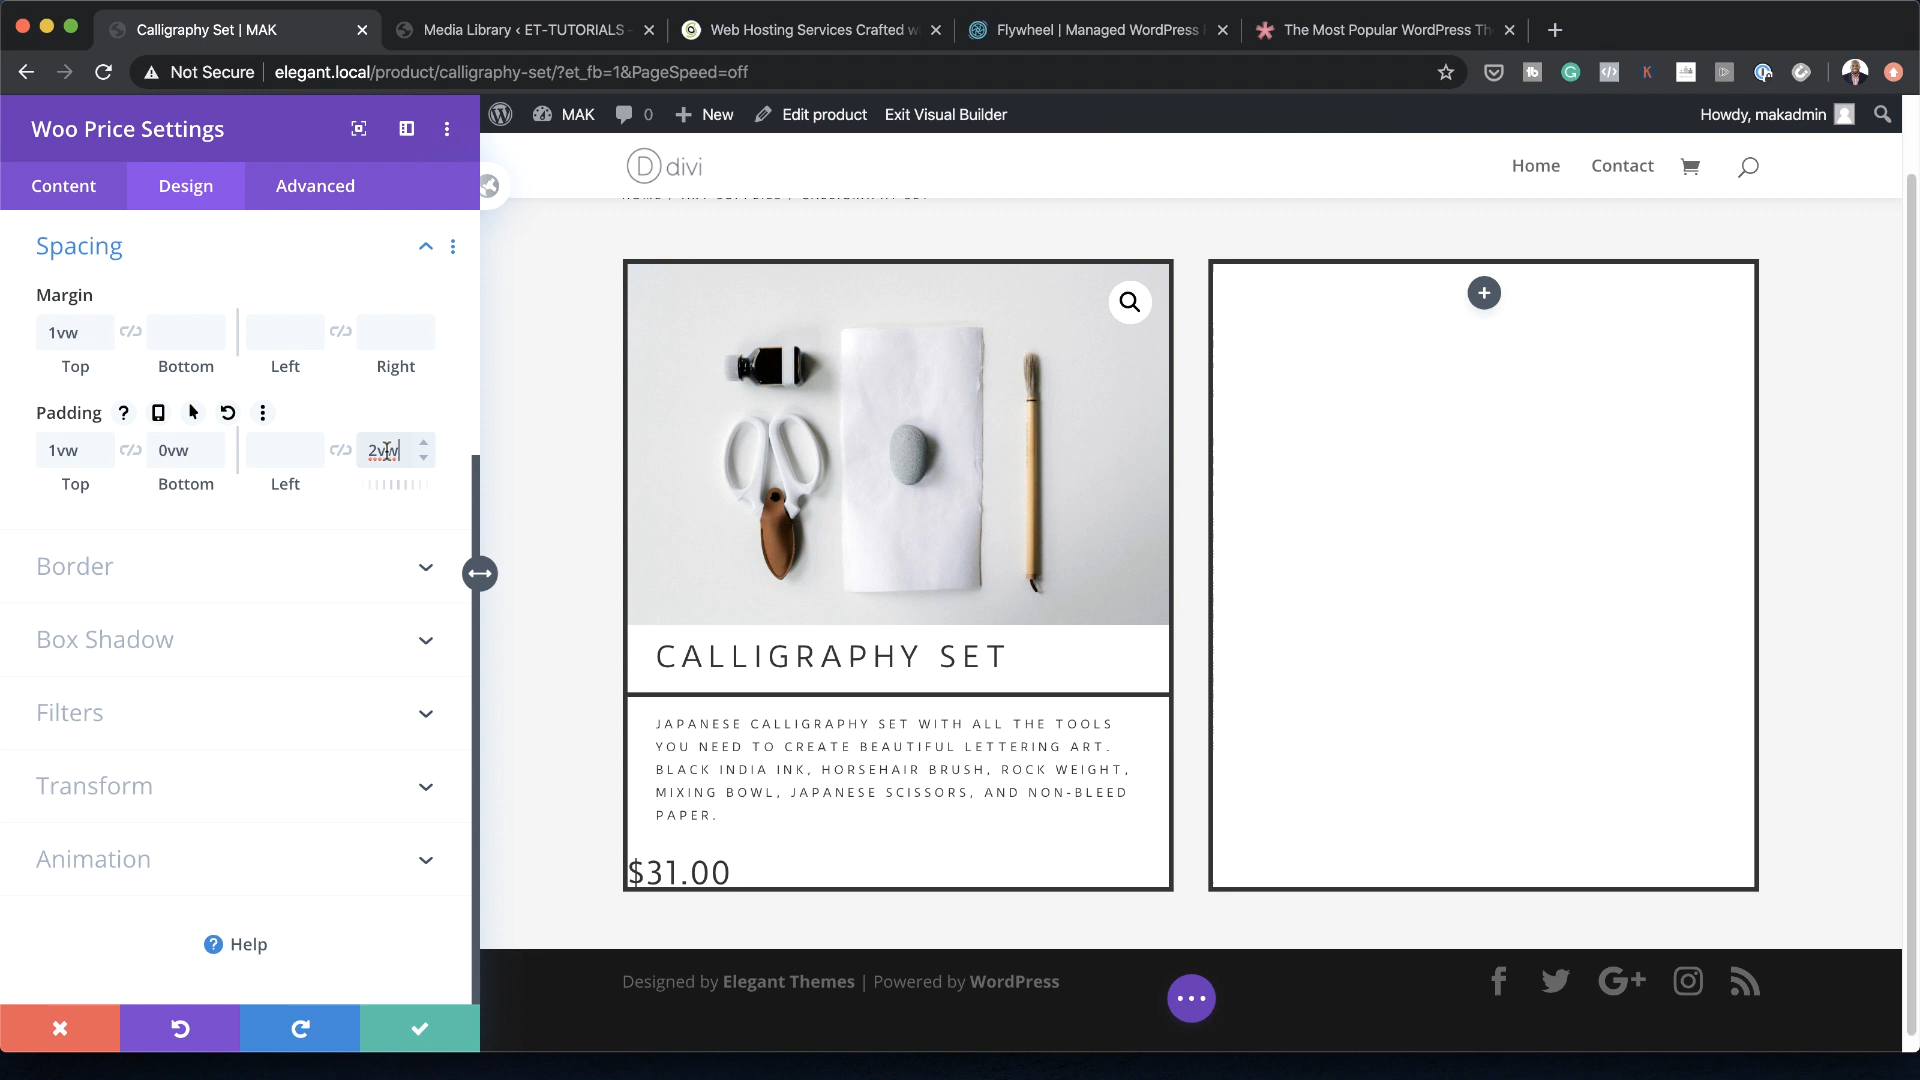 Calligraphy Set | MAK
Media Library ‹ ET-TUTORIALS
Web Hosting Services Crafted w
Flywheel | Managed WordPress
The Most Popular WordPress Th
Not Secure
elegant.local/product/calligraphy-set/?et_fb=1&PageSpeed=off
Woo Price Settings
MAK
0
New
Edit product
Exit Visual Builder
Howdy, makadmin
Content
Design
Advanced
D divi
Home
Contact
Spacing
Margin
1vw
Top
Bottom
Left
Right
Padding
1vw
0vw
2vw
Top
Bottom
Left
Border
Box Shadow
Filters
Transform
Animation
Help
CALLIGRAPHY SET
JAPANESE CALLIGRAPHY SET WITH ALL THE TOOLS
YOU NEED TO CREATE BEAUTIFUL LETTERING ART.
BLACK INDIA INK, HORSEHAIR BRUSH, ROCK WEIGHT,
MIXING BOWL, JAPANESE SCISSORS, AND NON-BLEED
PAPER.
$31.00
Designed by Elegant Themes | Powered by WordPress